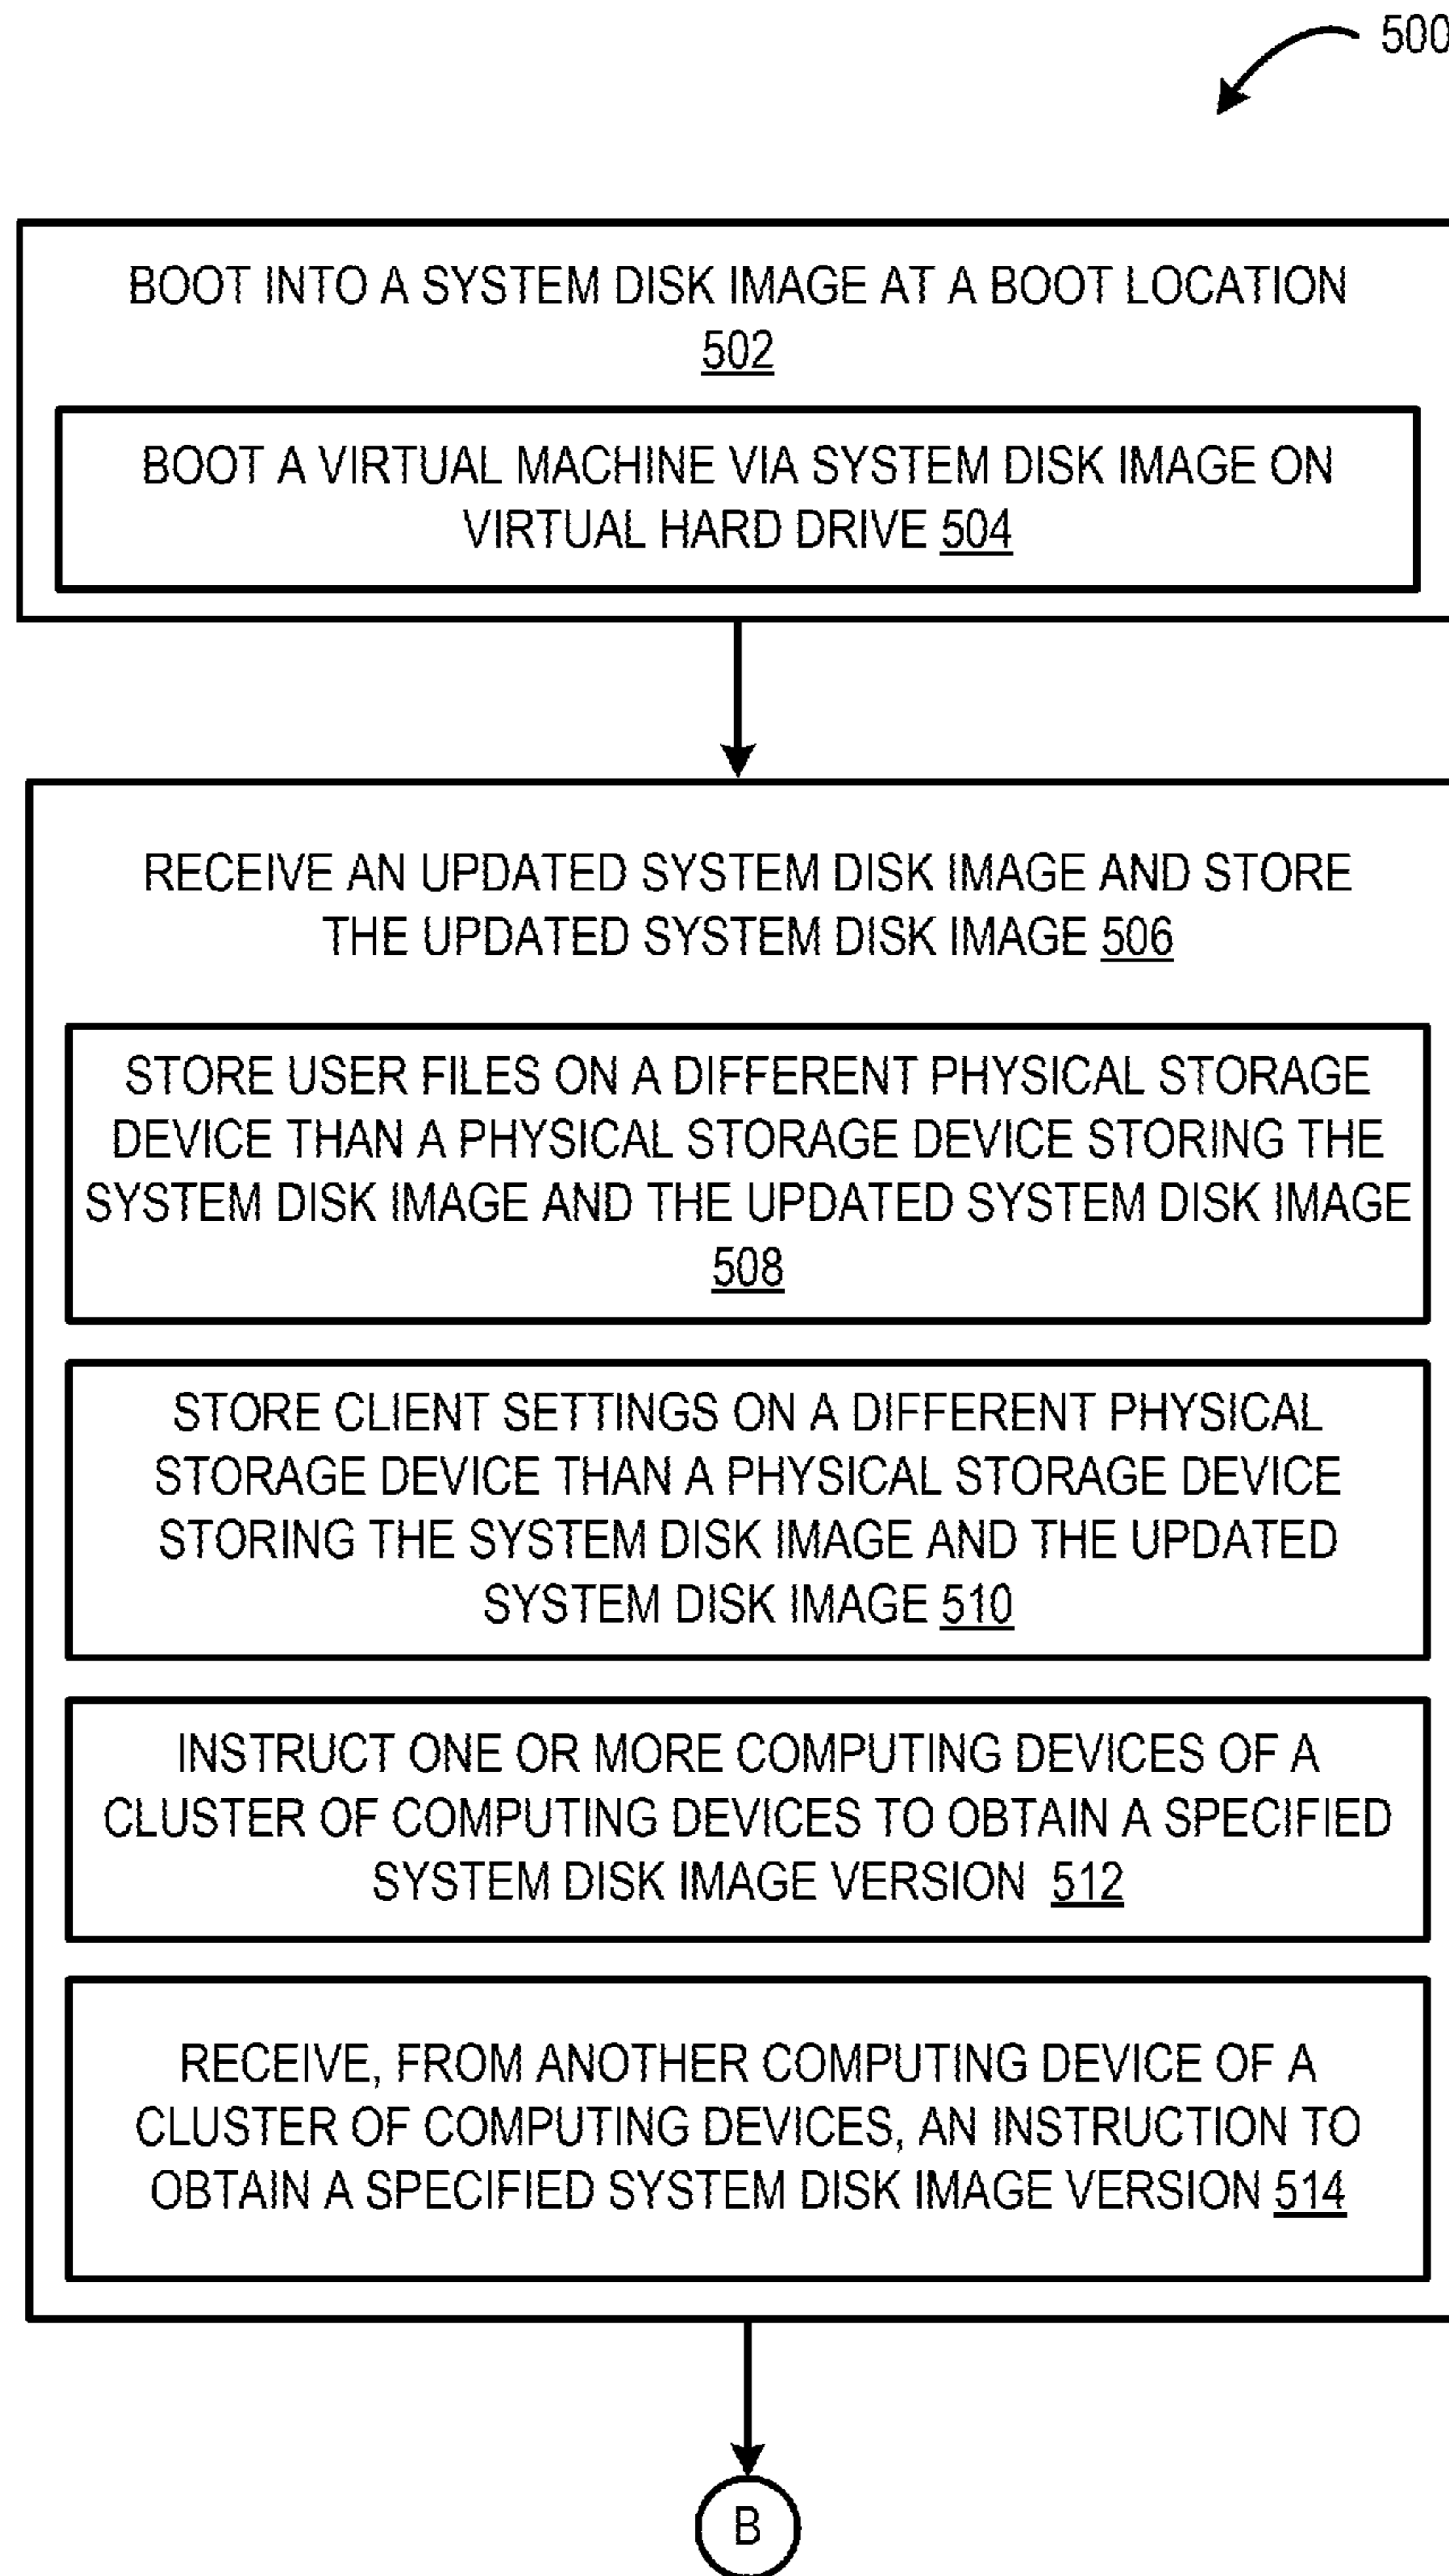 500
BOOT INTO A SYSTEM DISK IMAGE AT A BOOT LOCATION
502
BOOT A VIRTUAL MACHINE VIA SYSTEM DISK IMAGE ON
VIRTUAL HARD DRIVE 504
RECEIVE AN UPDATED SYSTEM DISK IMAGE AND STORE
THE UPDATED SYSTEM DISK IMAGE 506
STORE USER FILES ON A DIFFERENT PHYSICAL STORAGE
DEVICE THAN A PHYSICAL STORAGE DEVICE STORING THE
SYSTEM DISK IMAGE AND THE UPDATED SYSTEM DISK IMAGE
508
STORE CLIENT SETTINGS ON A DIFFERENT PHYSICAL
STORAGE DEVICE THAN A PHYSICAL STORAGE DEVICE
STORING THE SYSTEM DISK IMAGE AND THE UPDATED
SYSTEM DISK IMAGE 510
INSTRUCT ONE OR MORE COMPUTING DEVICES OF A
CLUSTER OF COMPUTING DEVICES TO OBTAIN A SPECIFIED
SYSTEM DISK IMAGE VERSION 512
RECEIVE, FROM ANOTHER COMPUTING DEVICE OF A
CLUSTER OF COMPUTING DEVICES, AN INSTRUCTION TO
OBTAIN A SPECIFIED SYSTEM DISK IMAGE VERSION 514
B